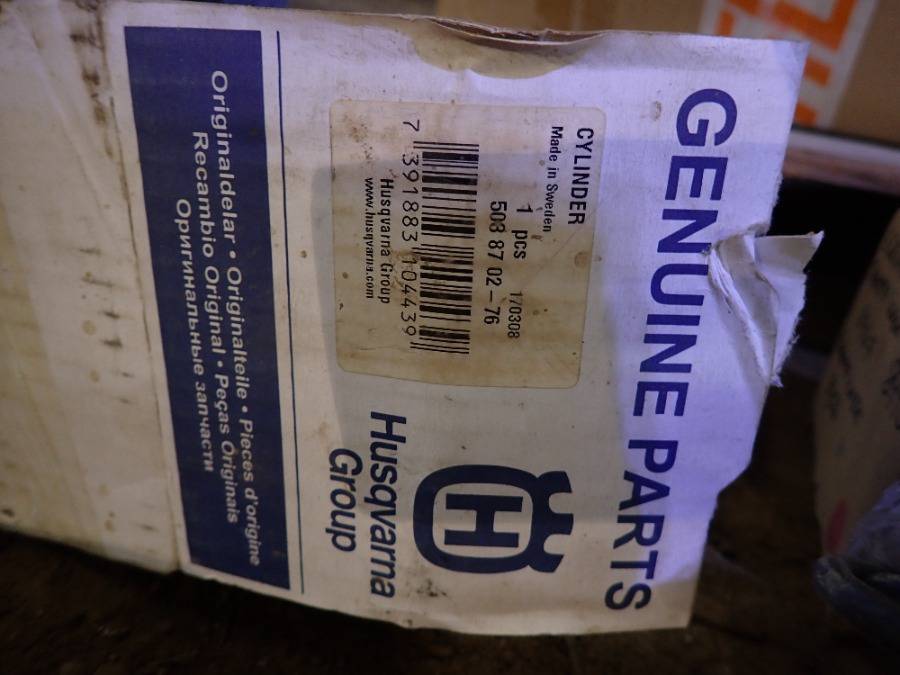 GENUINE PARTS
CYLINDER
Made in Sweden
1 pcs 170308
503 87 02-76
7 391883 104439
Husqvarna Group
www.husqvarna.com
H
Husqvarna
Group
Originaldelar • Originalteile • Pieces d'origine
Recambio Original • Peças Originais
Оригинальные запчасти